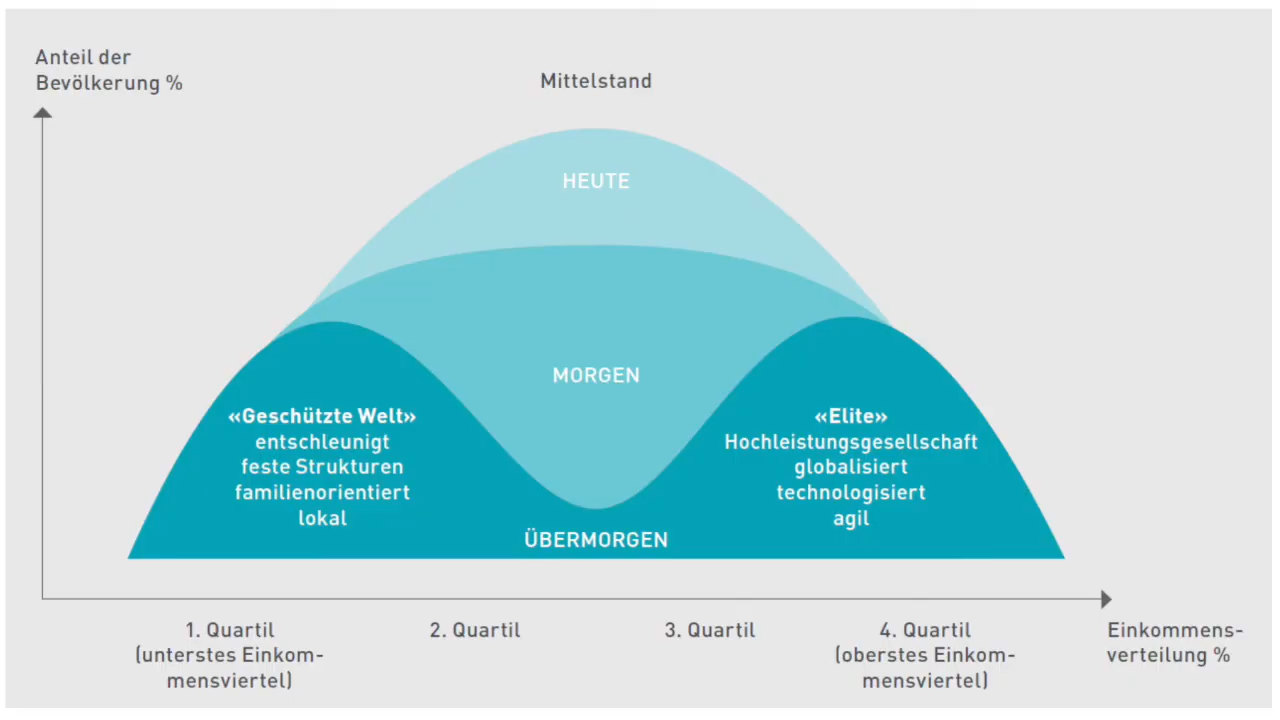 Anteil der
Bevölkerung %
Mittelstand
HEUTE
MORGEN
«Geschützte Welt»
entschleunigt
feste Strukturen
familienorientiert
lokal
«Elite»
Hochleistungsgesellschaft
globalisiert
technologisiert
agil
ÜBERMORGEN
1. Quartil
(unterstes Einkom-
mensviertel)
2. Quartil
3. Quartil
4. Quartil
(oberstes Einkom-
mensviertel)
Einkommens-
verteilung %